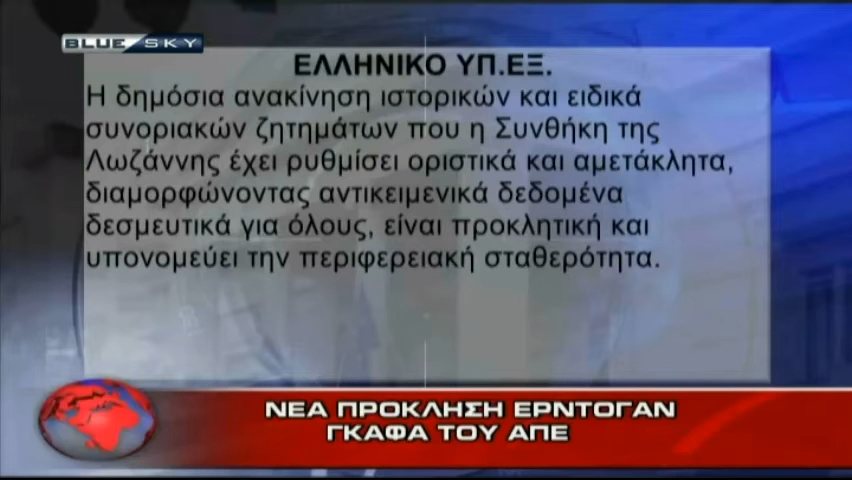 BLUE SKY
ΕΛΛΗΝΙΚΟ ΥΠ.ΕΞ.
Η δημόσια ανακίνηση ιστορικών και ειδικά
συνοριακών ζητημάτων που η Συνθήκη της
Λωζάννης έχει ρυθμίσει οριστικά και αμετάκλητα,
διαμορφώνοντας αντικειμενικά δεδομένα
δεσμευτικά για όλους, είναι προκλητική και
υπονομεύει την περιφερειακή σταθερότητα.
ΝΕΑ ΠΡΟΚΛΗΣΗ ΕΡΝΤΟΓΑΝ
ΓΚΑΦΑ ΤΟΥ ΑΠΕ